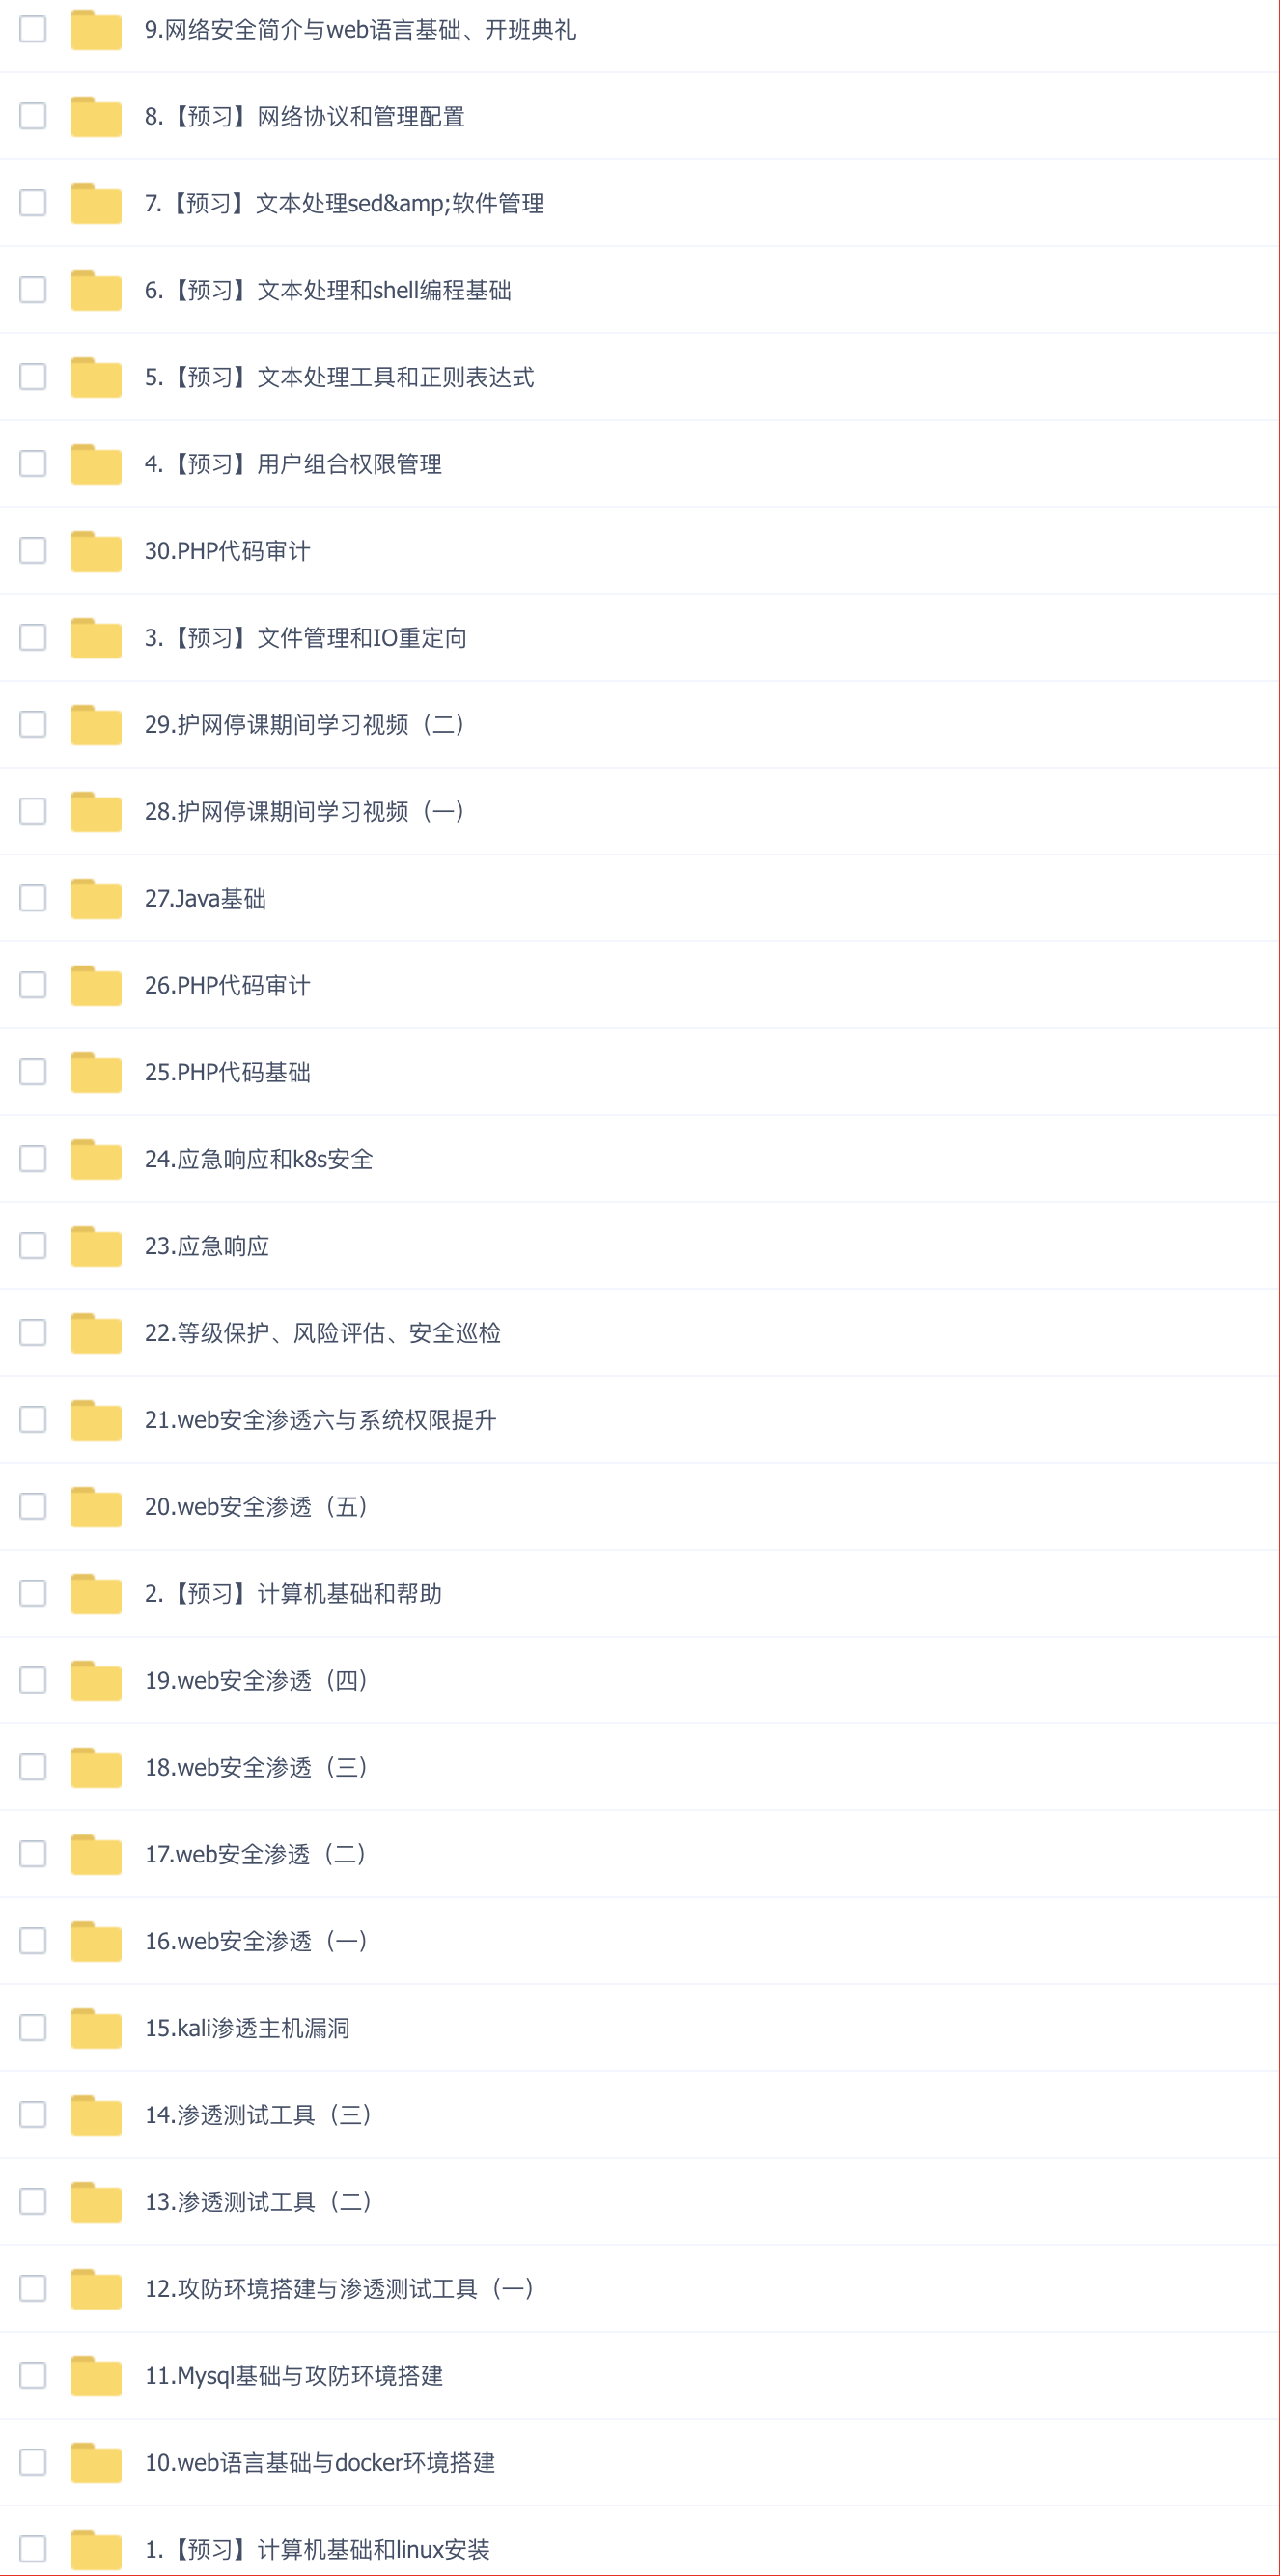 9.网络安全简介与web语言基础、开班典礼
8.【预习】网络协议和管理配置
7.【预习】文本处理sed&amp;软件管理
6.【预习】文本处理和shell编程基础
5.【预习】文本处理工具和正则表达式
4.【预习】用户组合权限管理
30.PHP代码审计
3.【预习】文件管理和IO重定向
29.护网停课期间学习视频（二）
28.护网停课期间学习视频（一）
27.Java基础
26.PHP代码审计
25.PHP代码基础
24.应急响应和k8s安全
23.应急响应
22.等级保护、风险评估、安全巡检
21.web安全渗透六与系统权限提升
20.web安全渗透（五）
2.【预习】计算机基础和帮助
19.web安全渗透（四）
18.web安全渗透（三）
17.web安全渗透（二）
16.web安全渗透（一）
15.kali渗透主机漏洞
14.渗透测试工具（三）
13.渗透测试工具（二）
12.攻防环境搭建与渗透测试工具（一）
11.Mysql基础与攻防环境搭建
10.web语言基础与docker环境搭建
1.【预习】计算机基础和linux安装